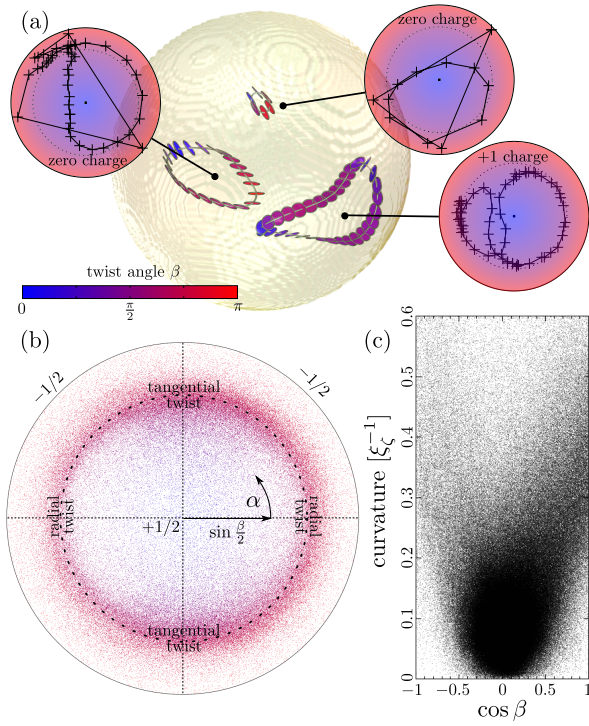 (a)
zero charge
zero charge
+1 charge
twist angle β
0
π/2
π
(b)
−1/2
−1/2
tangential
twist
radial
twist
radial
twist
+1/2
α
sin β/2
tangential
twist
(c)
curvature [ξ_ζ^−1]
0.6
0.5
0.4
0.3
0.2
0.1
0
−1 −0.5 0 0.5 1
cos β